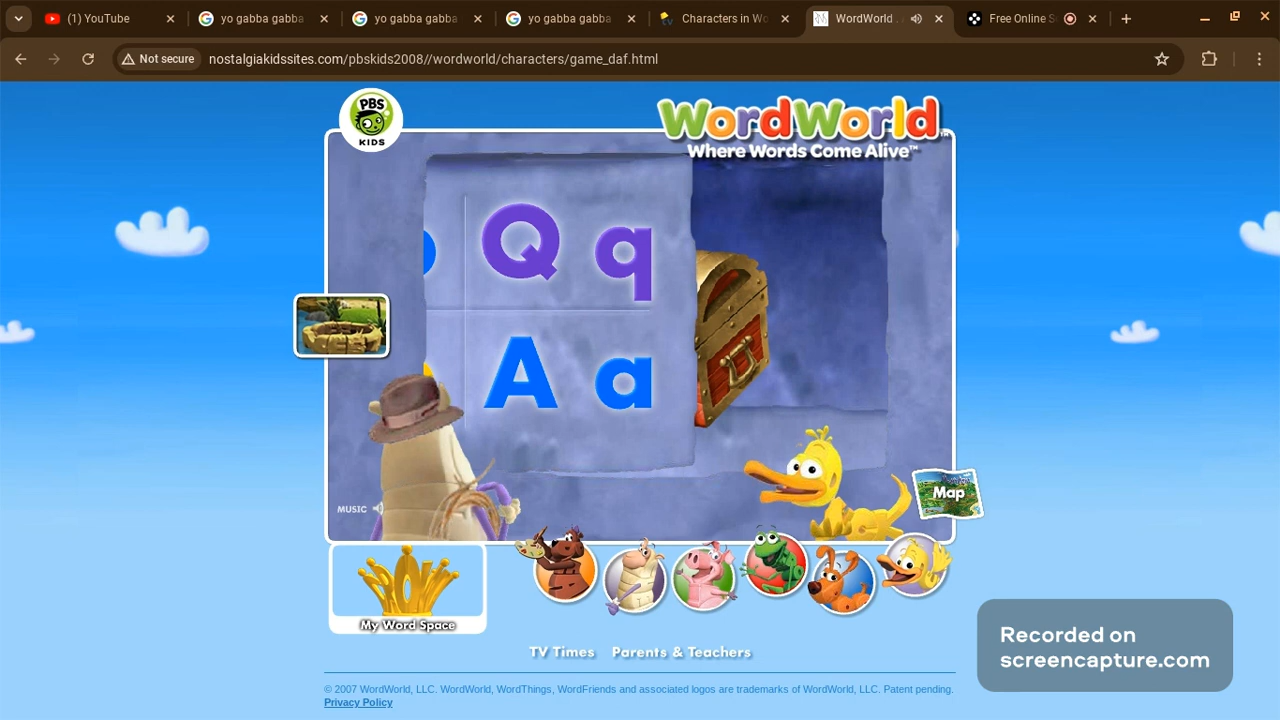 (1) YouTube
yo gabba gabba
yo gabba gabba
yo gabba gabba
Characters in Wo
WordWorld .
Free Online S
Not secure
nostalgiakidssites.com/pbskids2008//wordworld/characters/game_daf.html
PBS
KIDS
WordWorld™
Where Words Come Alive™
Q q
A a
MUSIC
Map
My Word Space
TV Times
Parents & Teachers
© 2007 WordWorld, LLC. WordWorld, WordThings, WordFriends and associated logos are trademarks of WordWorld, LLC. Patent pending.
Privacy Policy
Recorded on
screencapture.com